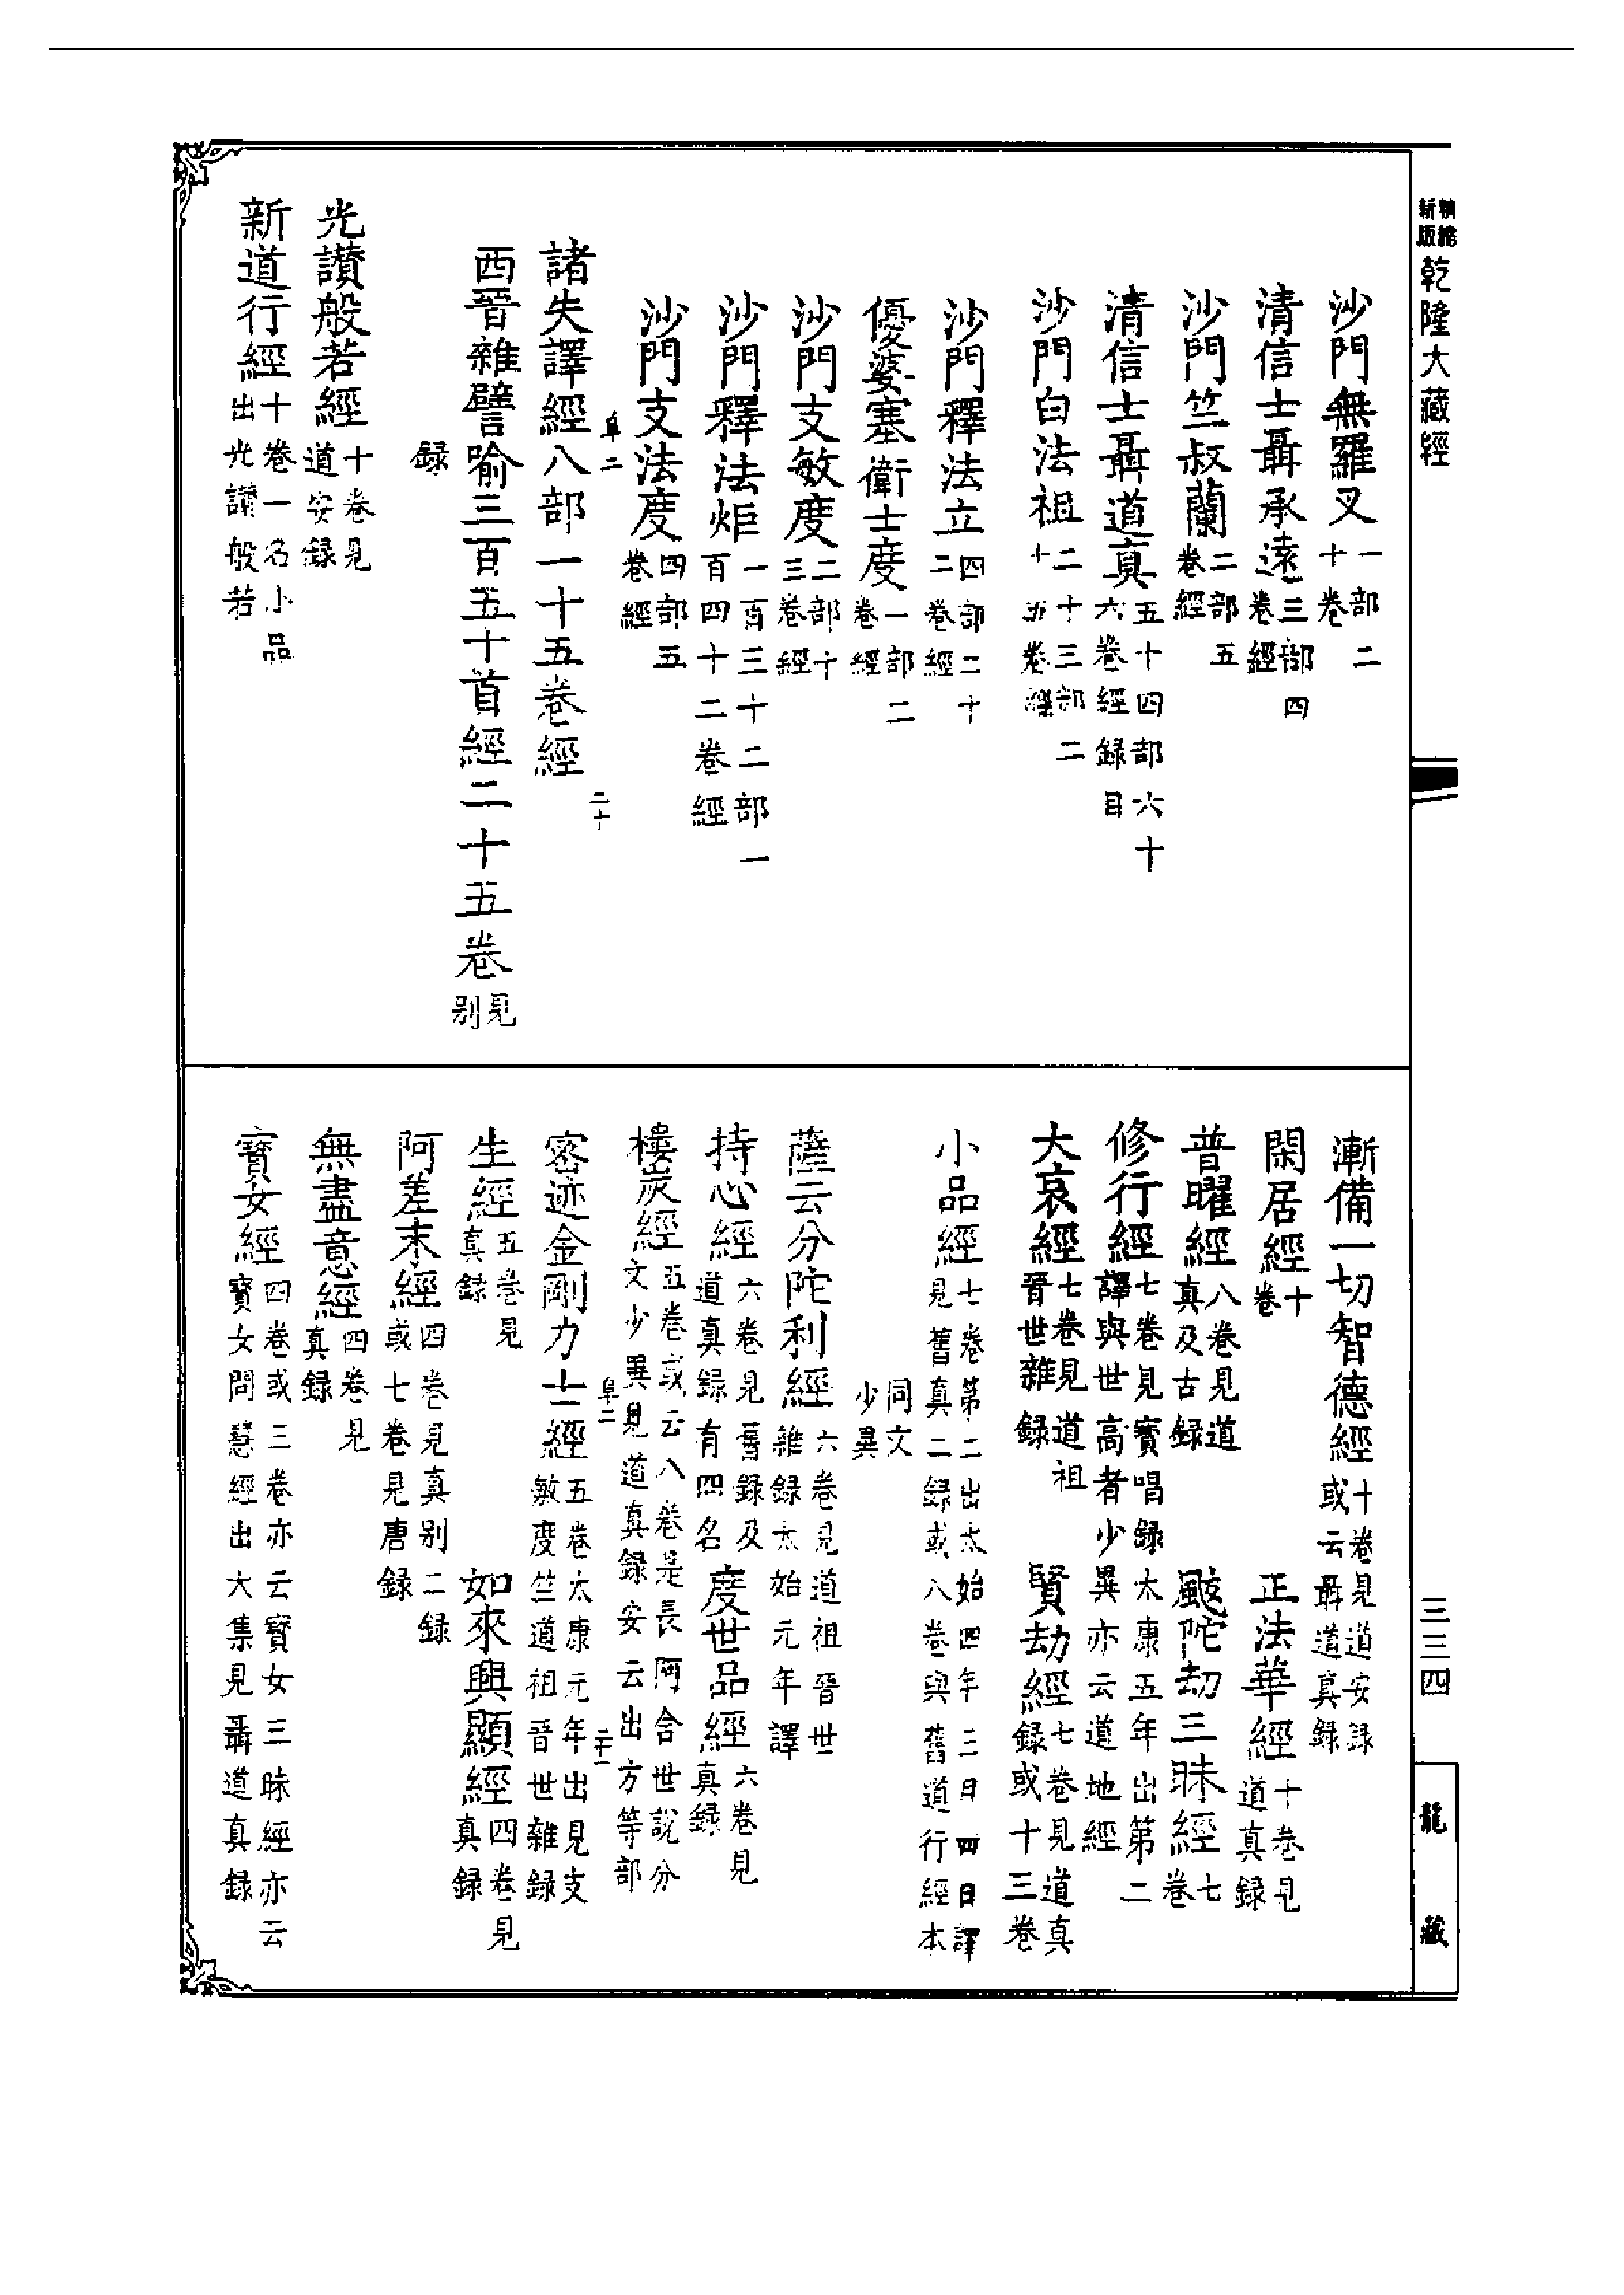 新版
精縮
乾隆大藏經
沙門無羅叉一部二十卷
清信士聶承遠三部四卷經
沙門竺叔蘭二部五卷經
清信士聶道真五十四部六十六卷經錄目
沙門白法祖二十三部二十五卷經
沙門釋法立四部二十二卷經
優婆塞衛士度一部二卷經
沙門支敏度二部十三卷經
沙門釋法炬一百三十二部一百四十二卷經
沙門支法度四部五卷經
阜二
二十
諸失譯經八部一十五卷經
西晉雜譬喻三百五十首經二十五卷見別
錄
光讚般若經十卷見道安錄
新道行經十卷一名小品出光讚般若
漸備一切智德經十卷見道安錄或云聶道真錄
閑居經十卷
正法華經十卷見道真錄
普曜經八卷見道真及古錄
颰陀劫三昧經七卷
修行經七卷見寶唱錄太康五年出第二譯與世高者少異亦云道地經
大哀經七卷見道祖晉世雜錄
賢劫經七卷見道真錄或十三卷
小品經七卷第二出太始四年三月四日譯見舊真二錄或八卷與舊道行經本
同文少異
薩云分陀利經六卷見道祖晉世雜錄太始元年譯
持心經六卷見舊錄及道真錄有四名
度世品經六卷見真錄
樓炭經五卷或云八卷是長阿含世說分文少異見道真錄安云出方等部
阜二
二十一
密迹金剛力士經五卷太康元年出見支敏度竺道祖晉世雜錄
生經五卷見真錄
如來興顯經四卷見真錄
阿差末經四卷見真別二錄或七卷見唐錄
無盡意經四卷見真錄
寶女經四卷或三卷亦云寶女三昧經亦云寶女問慧經出大集見聶道真錄
三三四
龍藏